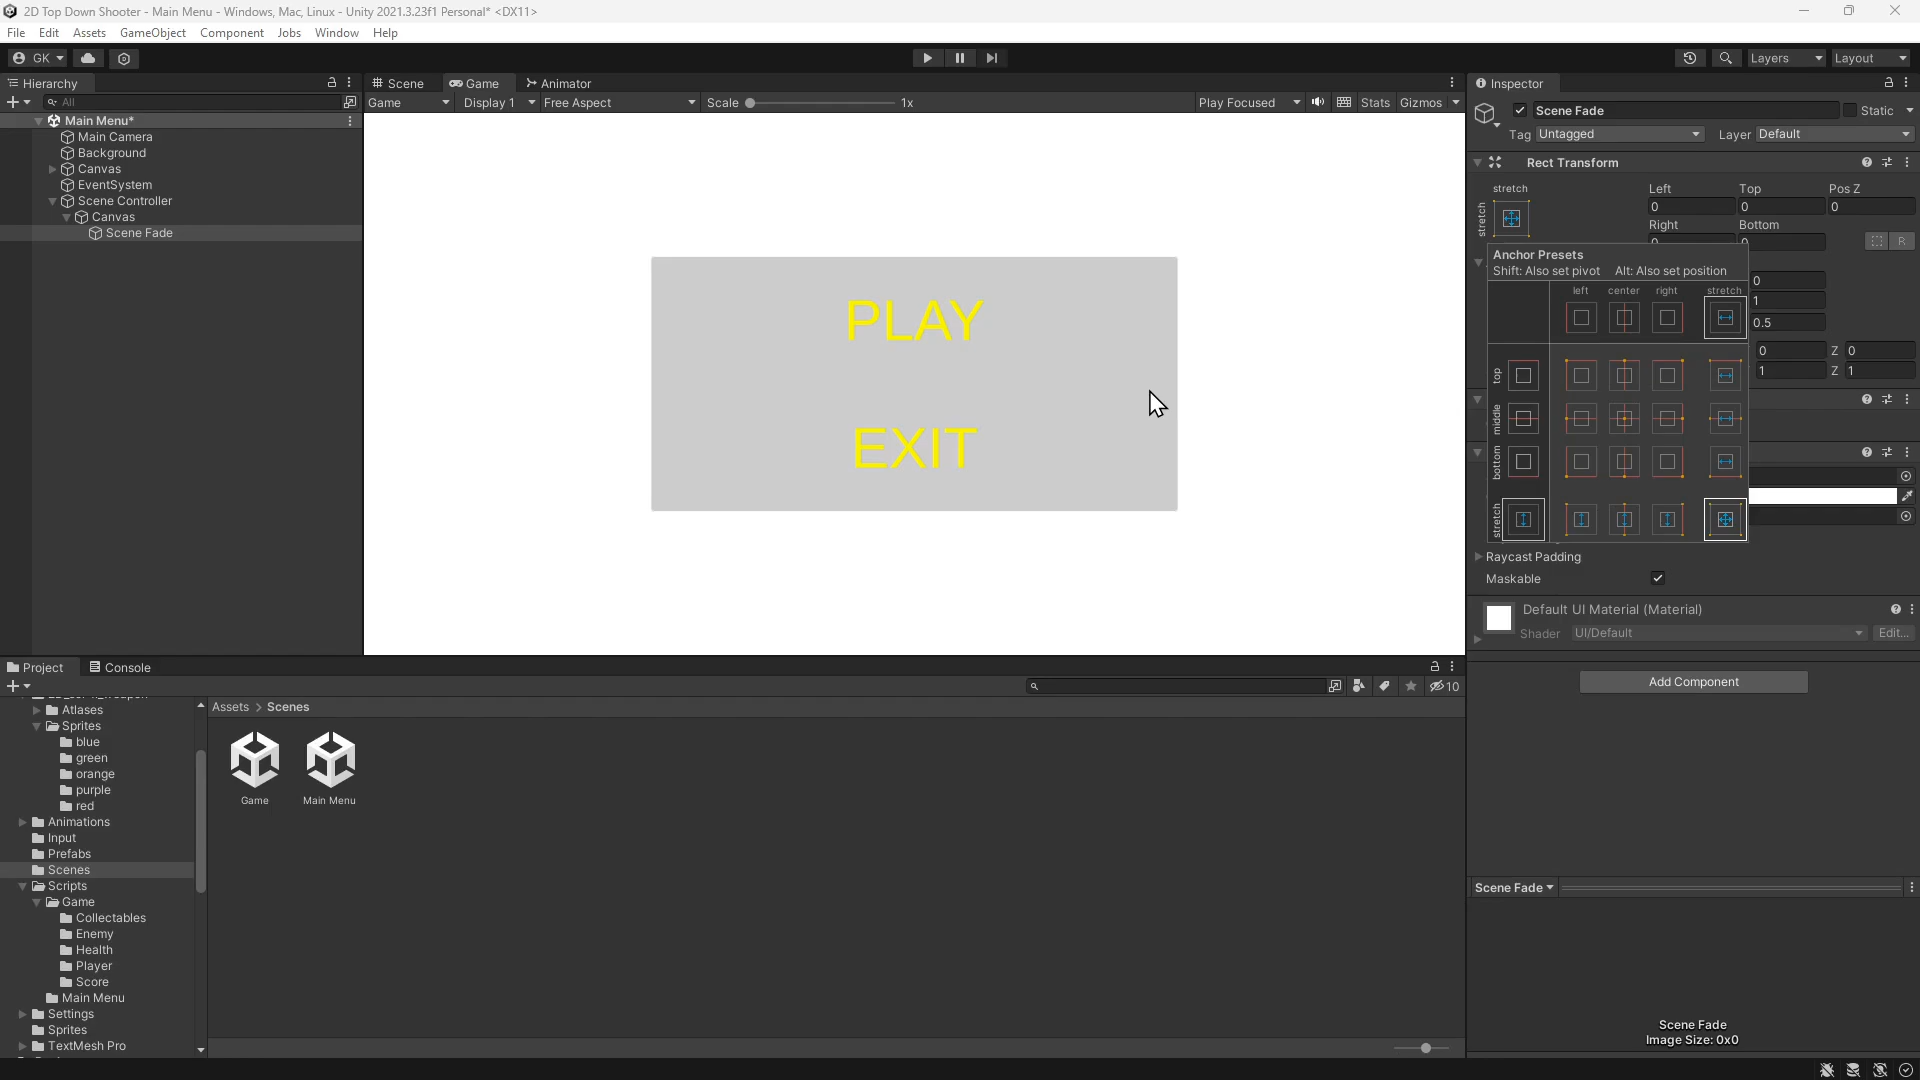 2D Top Down Shooter - Main Menu - Windows, Mac, Linux - Unity 2021.3.23f1 Personal* <DX11>
File Edit Assets GameObject Component Jobs Window Help
GK
Layers
Layout
Hierarchy
All
Main Menu*
Main Camera
Background
Canvas
EventSystem
Scene Controller
Canvas
Scene Fade
Scene Game Animator
Game Display 1 Free Aspect Scale 1x Play Focused Stats Gizmos
PLAY
EXIT
Inspector
Scene Fade Static
Tag Untagged Layer Default
Rect Transform
stretch
stretch
Left Top Pos Z
0 0 0
Right Bottom
R
Anchor Presets
Shift: Also set pivot Alt: Also set position
left center right stretch
top
middle
bottom
stretch
0
1
0.5
0 Z 0
1 Z 1
Raycast Padding
Maskable
Default UI Material (Material)
Shader UI/Default Edit...
Add Component
Scene Fade
Scene Fade
Image Size: 0x0
Project Console
10
Assets > Scenes
Game
Main Menu
Atlases
Sprites
blue
green
orange
purple
red
Animations
Input
Prefabs
Scenes
Scripts
Game
Collectables
Enemy
Health
Player
Score
Main Menu
Settings
Sprites
TextMesh Pro